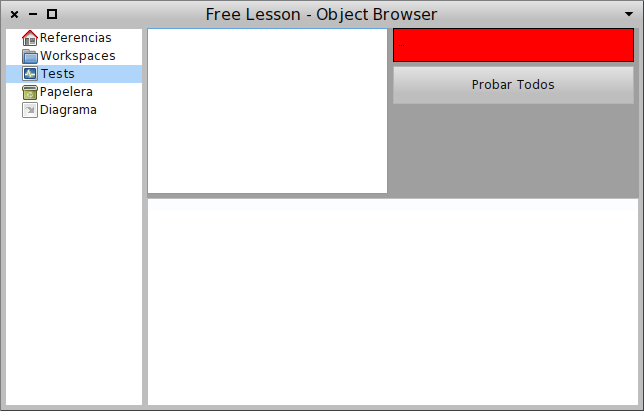 Free Lesson - Object Browser
Referencias
Workspaces
Tests
Papelera
Diagrama
Probar Todos